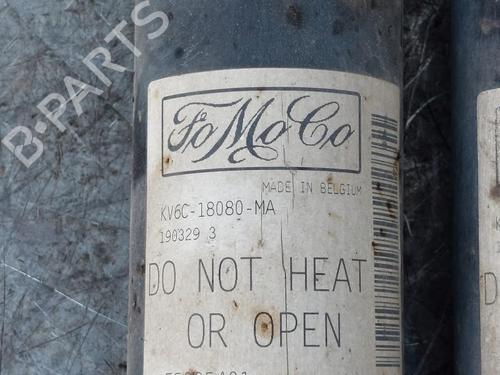 B-PARTS
FoMoCo
MADE IN BELGIUM
KV6C-18080-MA
190329 3
DO NOT HEAT
OR OPEN